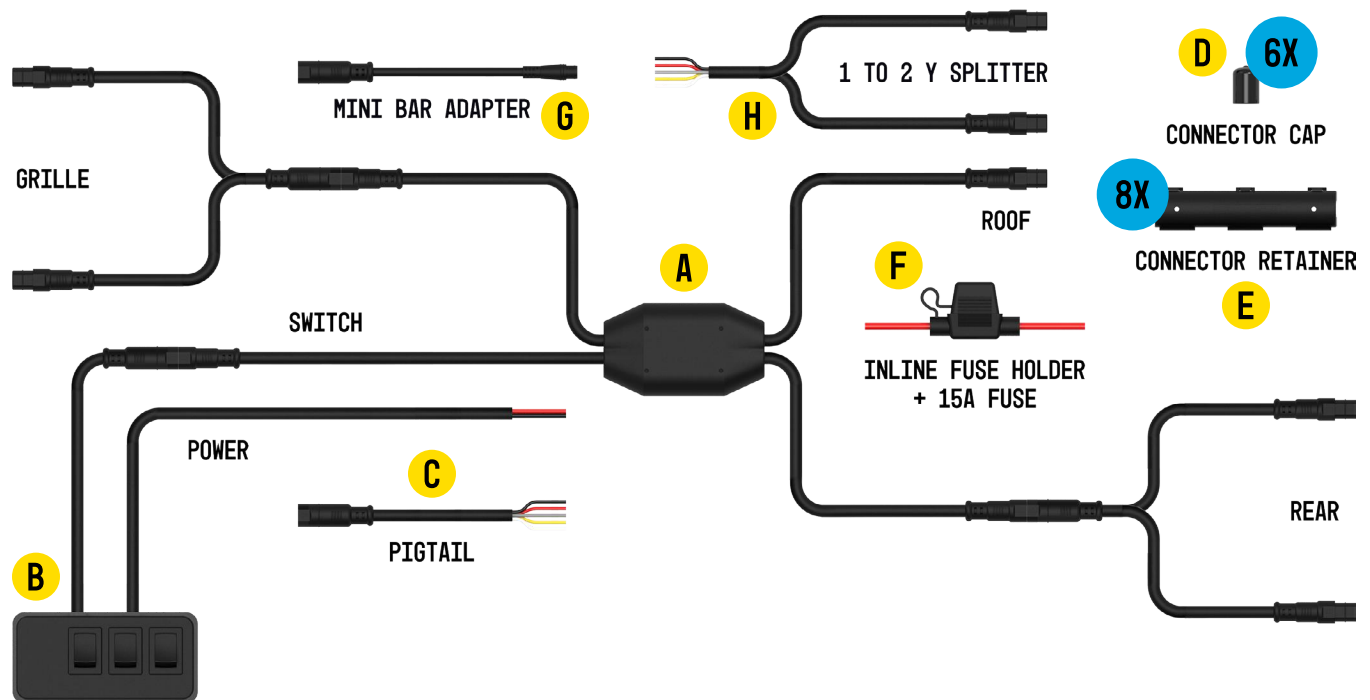 H
1 TO 2 Y SPLITTER
D
6X
CONNECTOR CAP
MINI BAR ADAPTER
G
GRILLE
8X
CONNECTOR RETAINER
E
ROOF
A
F
INLINE FUSE HOLDER
+ 15A FUSE
SWITCH
POWER
C
PIGTAIL
B
REAR